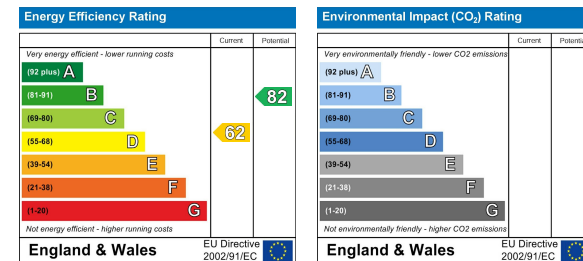 Energy Efficiency Rating
Current Potential
Very energy efficient - lower running costs
(92 plus) A
(81-91) B
82
(69-80) C
62
(55-68) D
(39-54) E
(21-38) F
(1-20) G
Not energy efficient - higher running costs
England & Wales
EU Directive
2002/91/EC
Environmental Impact (CO₂) Rating
Current Potential
Very environmentally friendly - lower CO2 emissions
(92 plus) A
(81-91) B
(69-80) C
(55-68) D
(39-54) E
(21-38) F
(1-20) G
Not environmentally friendly - higher CO2 emissions
England & Wales
EU Directive
2002/91/EC